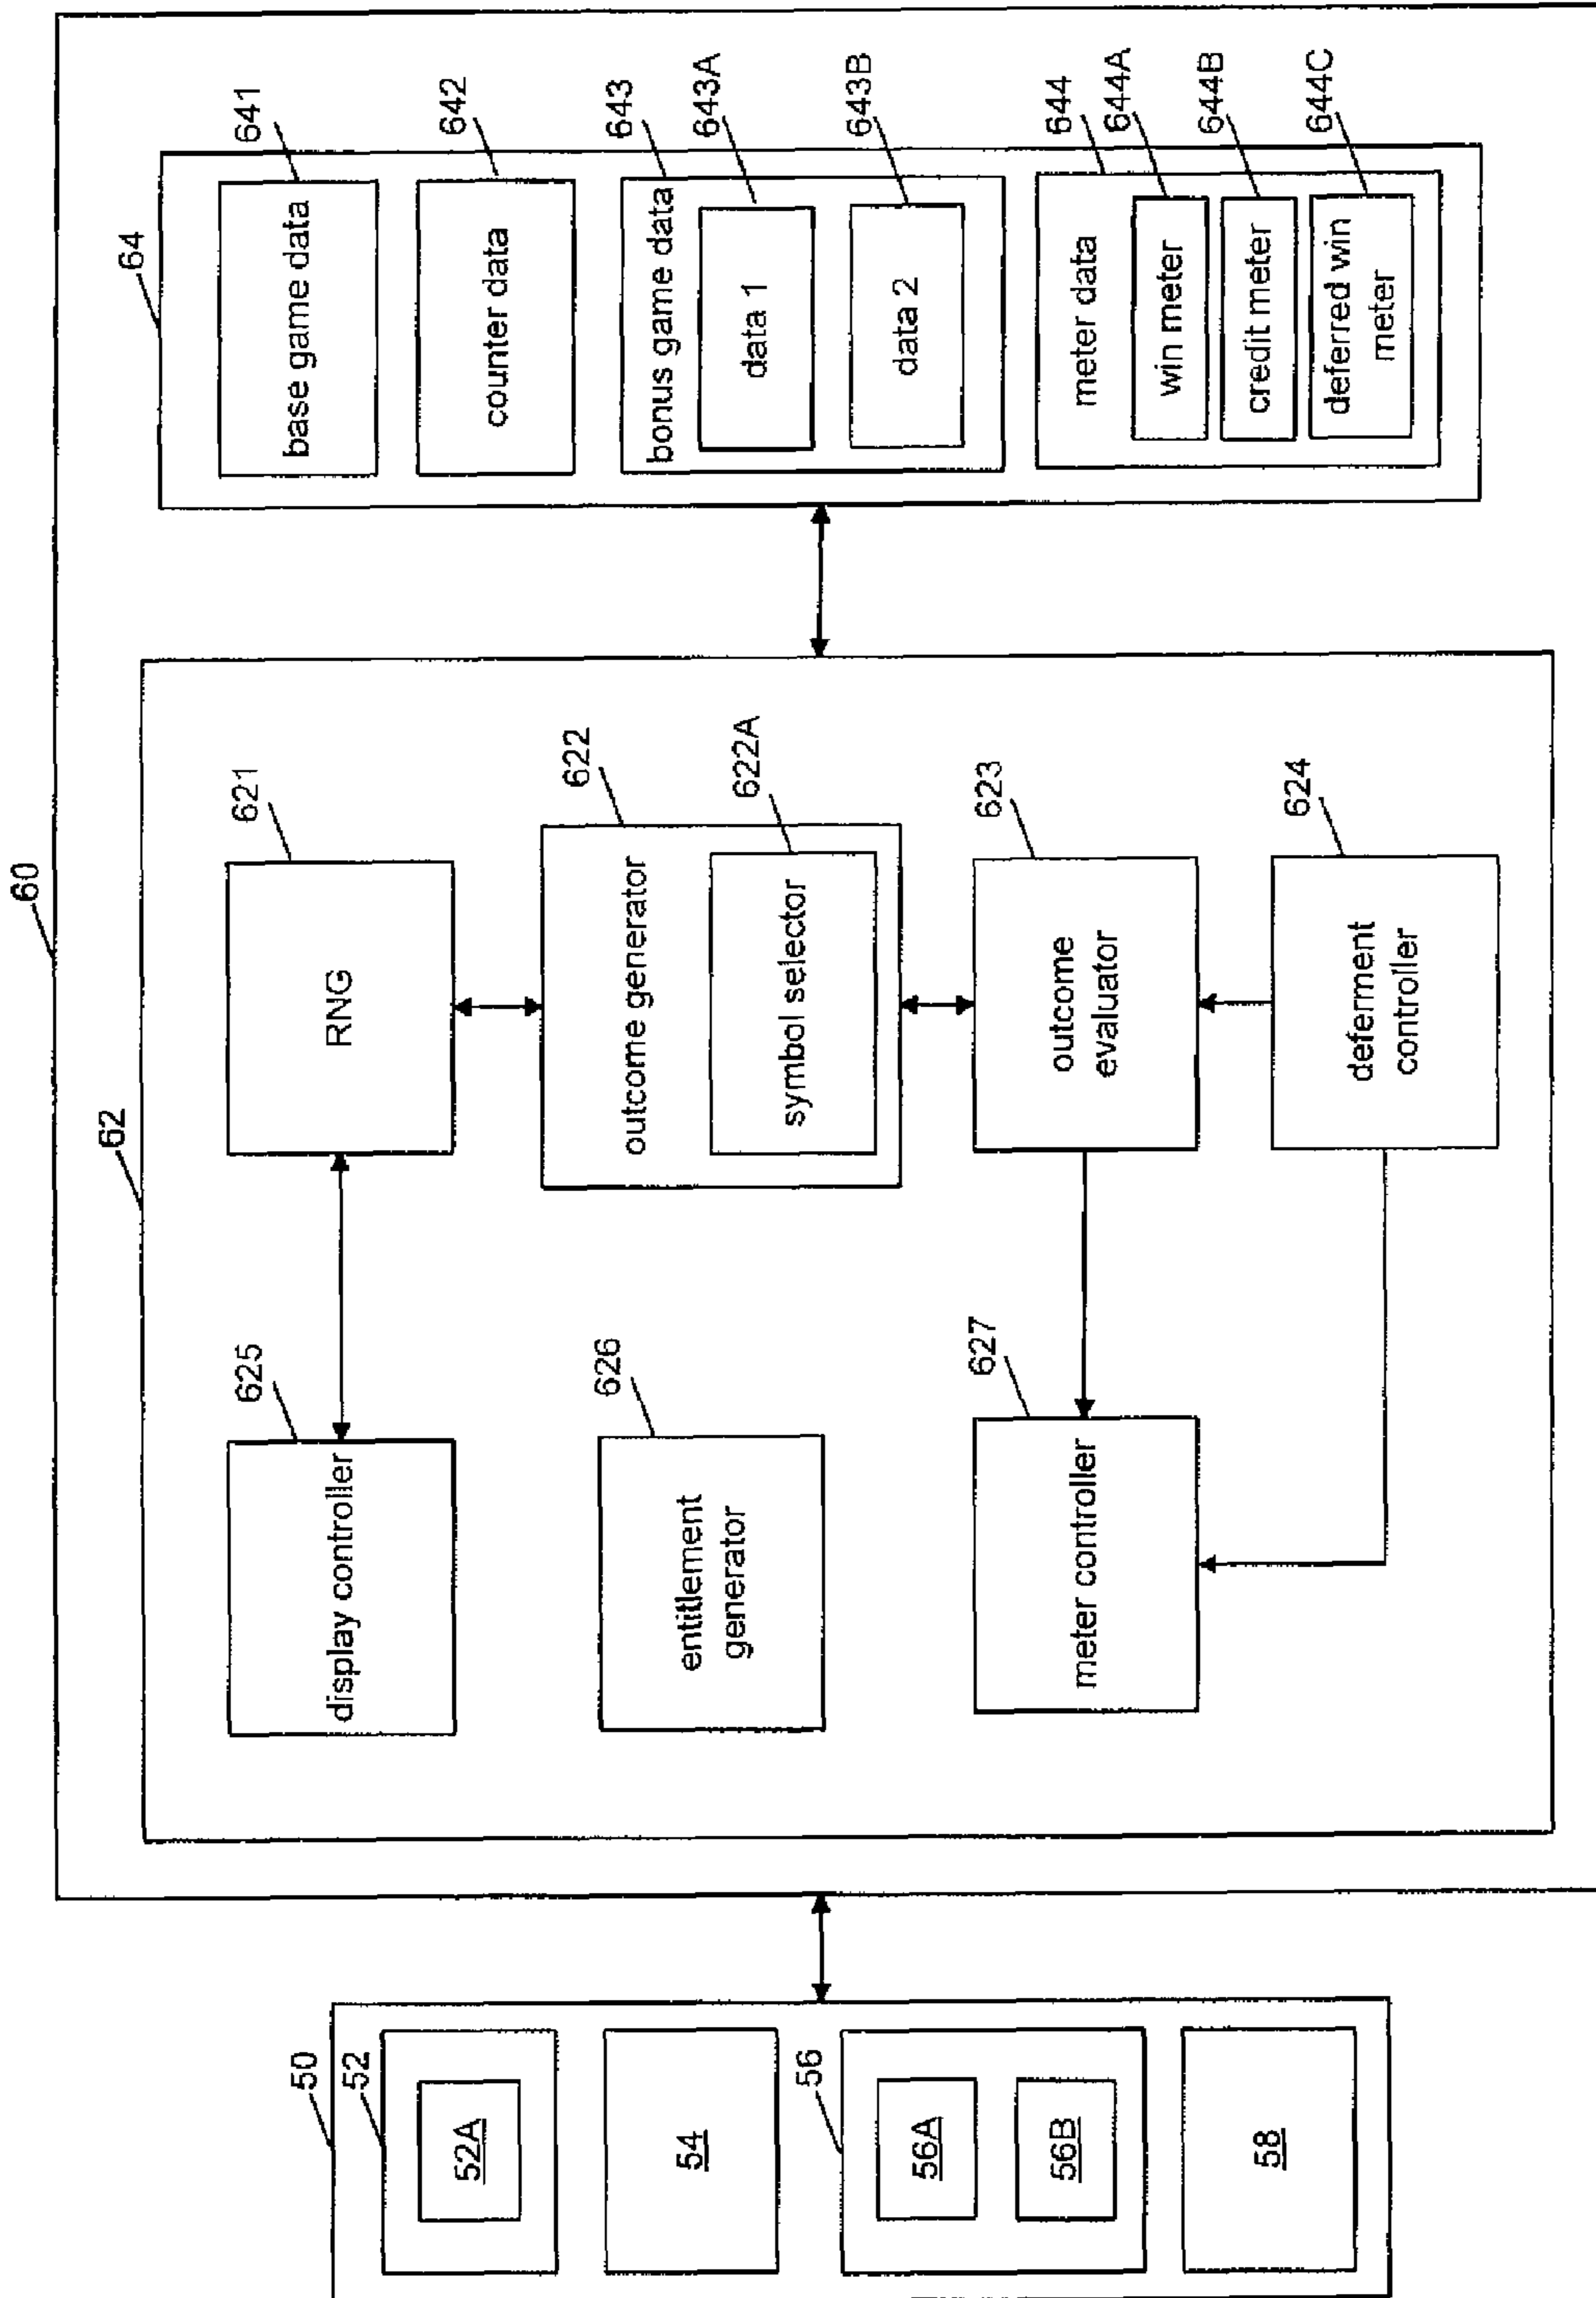 60
62
64
50
52
52A
54
56
56A
56B
58
625
display controller
621
RNG
626
entitlement
generator
622
outcome generator
622A
symbol selector
627
meter controller
623
outcome
evaluator
624
deferment
controller
641
base game data
642
counter data
643
bonus game data
643A
data 1
643B
data 2
644
meter data
644A
win meter
644B
credit meter
644C
deferred win
meter